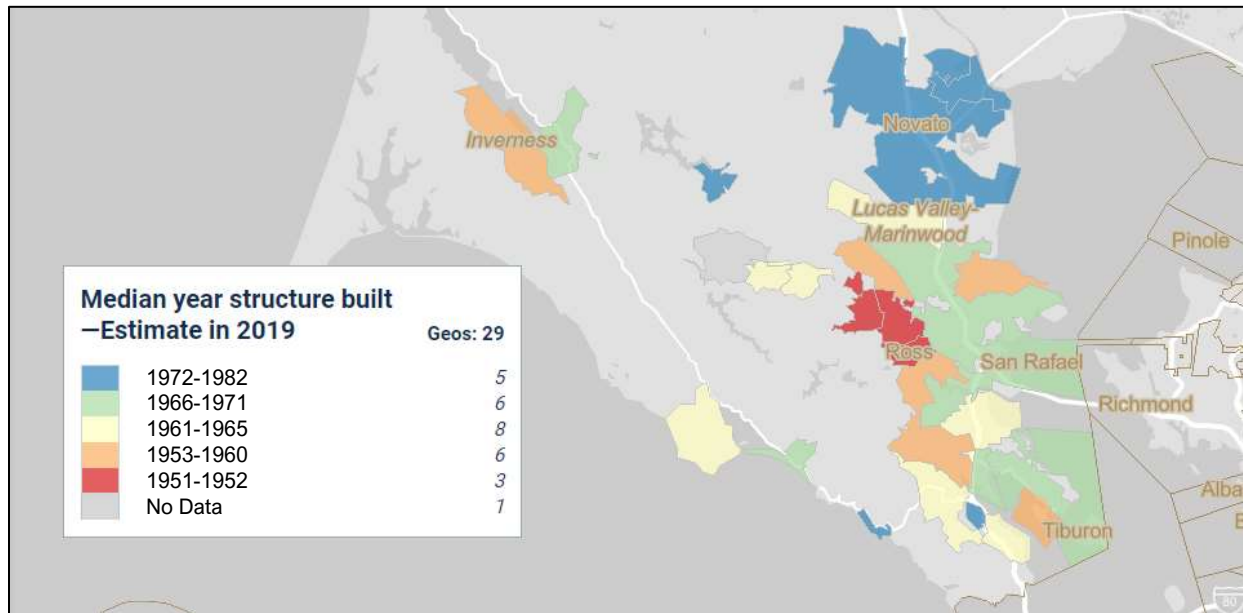 Novato
Inverness
Lucas Valley-
Marinwood
Pinole
Median year structure built
—Estimate in 2019
Geos: 29
1972-1982 5
1966-1971 6
1961-1965 8
1953-1960 6
1951-1952 3
No Data 1
Ross
San Rafael
Richmond
Alba
Tiburon
80